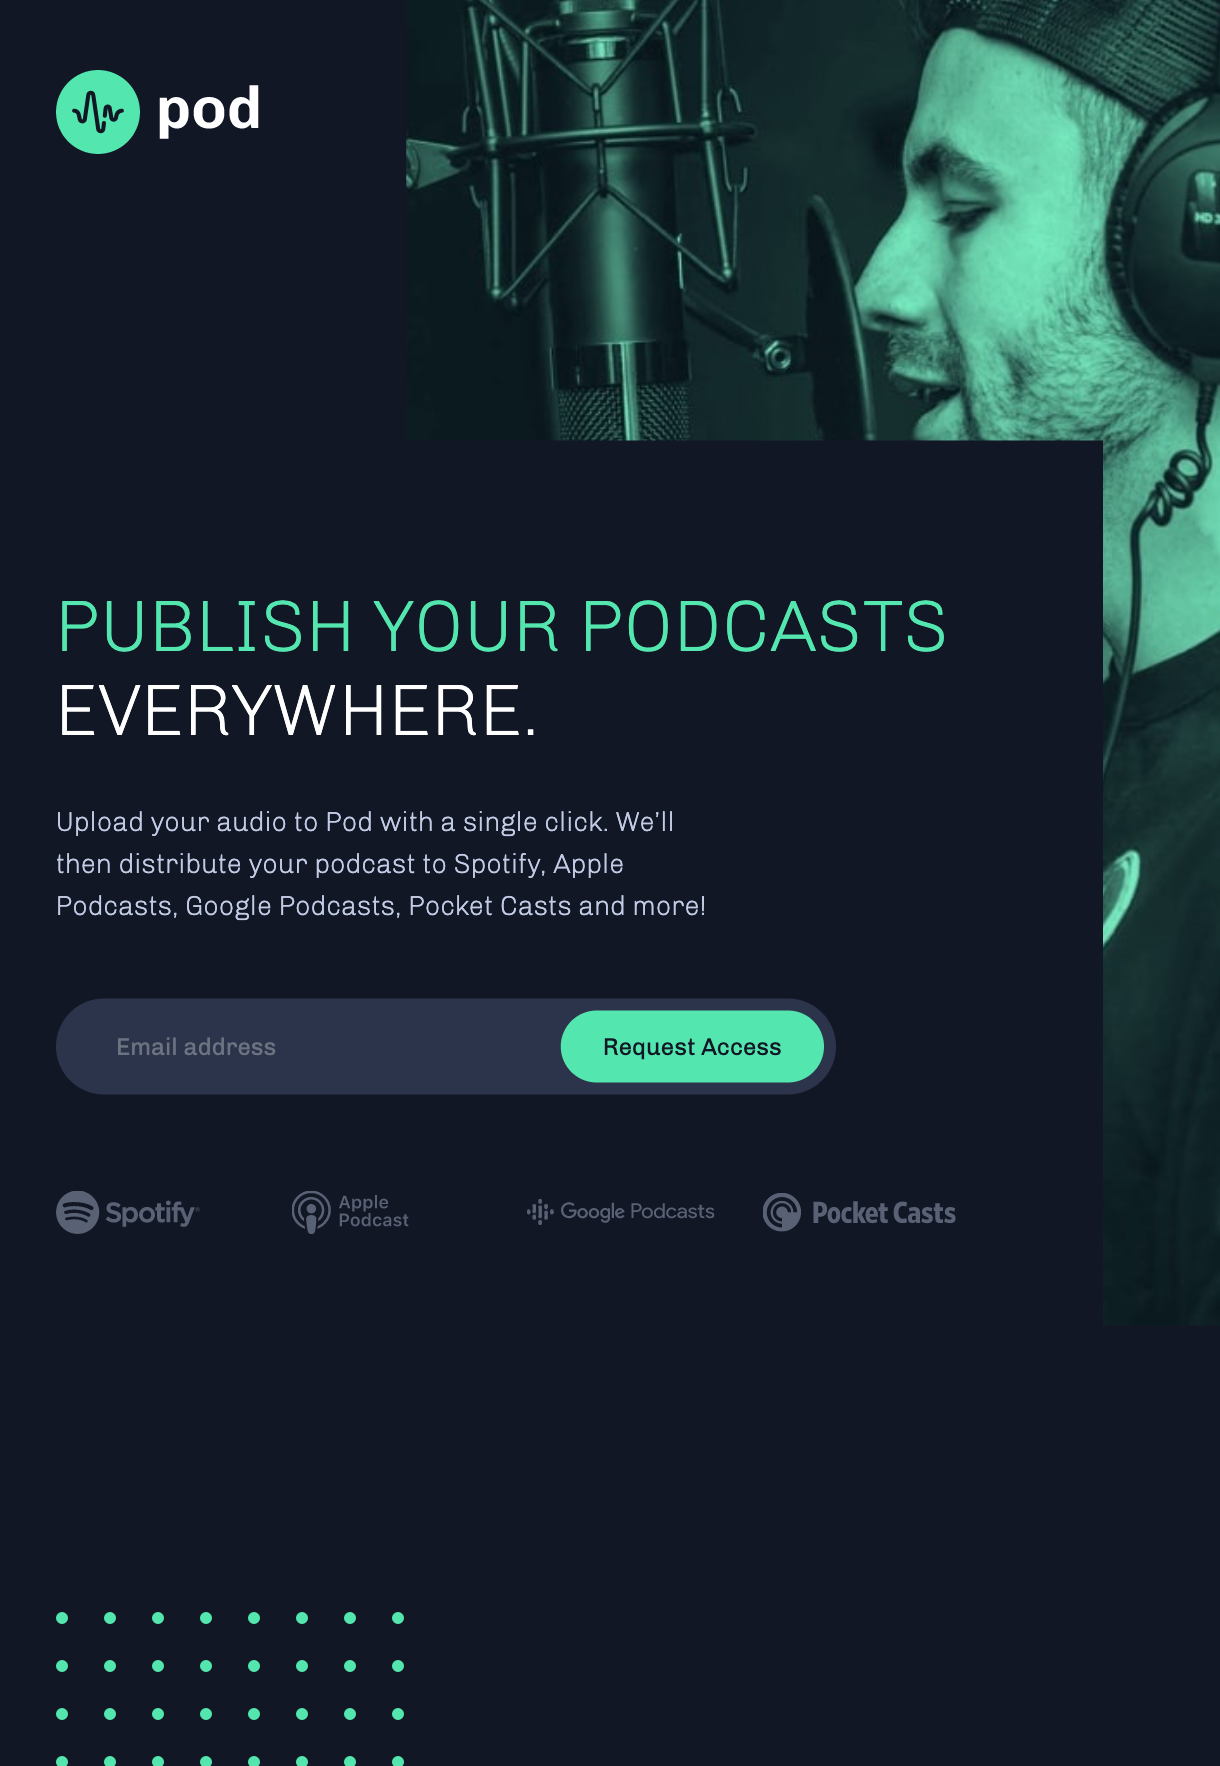 pod
PUBLISH YOUR PODCASTS
EVERYWHERE.
Upload your audio to Pod with a single click. We’ll
then distribute your podcast to Spotify, Apple
Podcasts, Google Podcasts, Pocket Casts and more!
Email address
Request Access
Spotify
Apple
Podcast
Google Podcasts
Pocket Casts